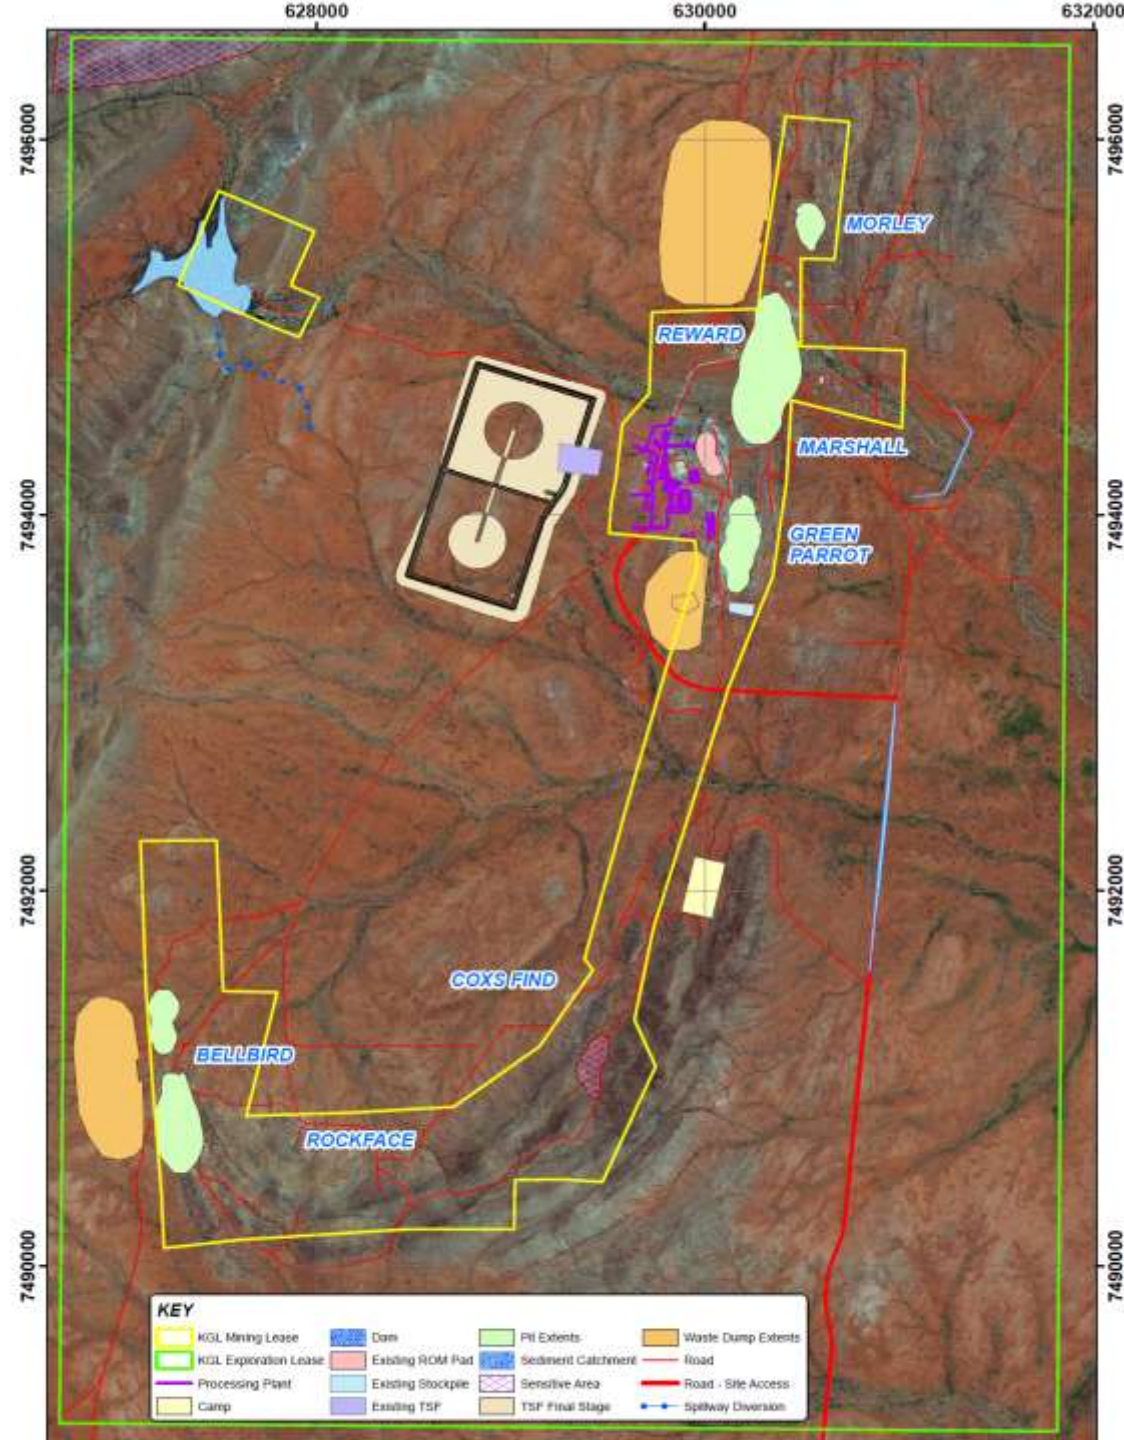 628000 630000 632000
7496000 7496000
MORLEY
REWARD
MARSHALL
7494000 7494000
GREEN
PARROT
7492000 7492000
COXS FIND
BELLBIRD
ROCKFACE
7490000 7490000
KEY
KGL Mining Lease Dam Pit Extents Waste Dump Extents
KGL Exploration Lease Existing ROM Pad Sediment Catchment Road
Processing Plant Existing Stockpile Sensitive Area Road - Site Access
Camp Existing TSF TSF Final Stage Spillway Diversion